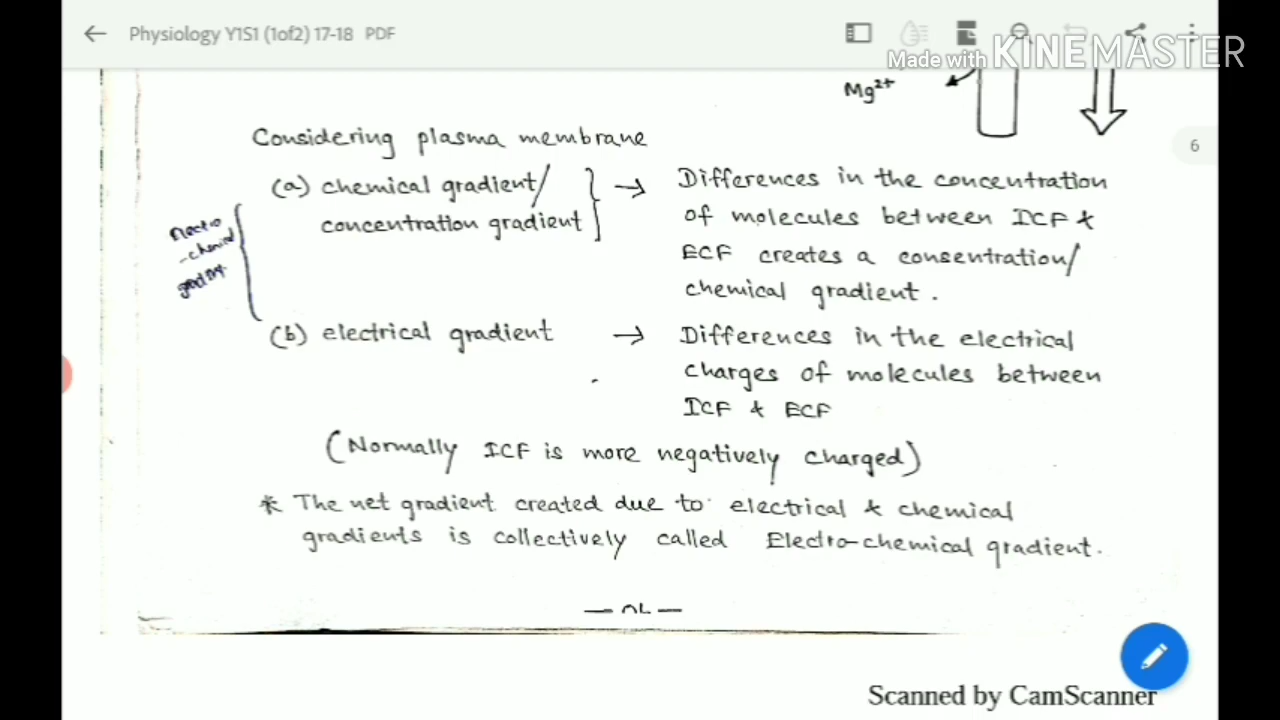 Physiology Y1S1 (1of2) 17-18 PDF
Made with KINEMASTER
Mg²⁺
6
Considering plasma membrane
(a) chemical gradient/ concentration gradient → Differences in the concentration
of molecules between ICF &
ECF creates a consentration/
chemical gradient.
Electro
-chemical
gradient
(b) electrical gradient → Differences in the electrical
charges of molecules between
ICF & ECF
(Normally ICF is more negatively charged)
* The net gradient created due to electrical & chemical
gradients is collectively called Electro-chemical gradient.
Scanned by CamScanner